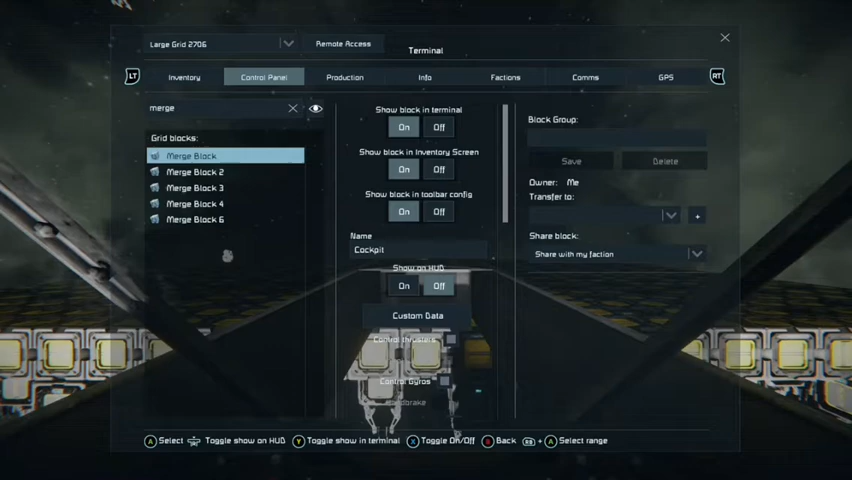 Large Grid 2706
Remote Access
Terminal
LT
Inventory
Control Panel
Production
Info
Factions
Comms
GPS
RT
merge
Grid blocks:
Merge Block
Merge Block 2
Merge Block 3
Merge Block 4
Merge Block 6
Show block in terminal
On Off
Show block in Inventory Screen
On Off
Show block in toolbar config
On Off
Name
Cockpit
Show on HUD
On Off
Custom Data
Control thrusters
Control Gyros
Handbrake
Block Group:
Save Delete
Owner: Me
Transfer to:
+
Share block:
Share with my faction
A Select Toggle show on HUD Y Toggle show in terminal X Toggle On/Off B Back RB + A Select range